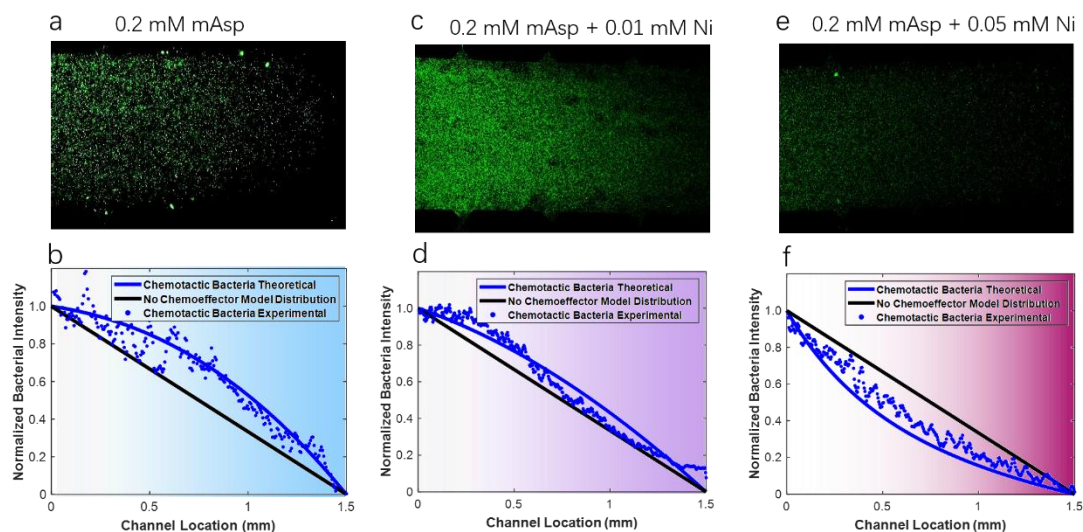 a 0.2 mM mAsp
c 0.2 mM mAsp + 0.01 mM Ni
e 0.2 mM mAsp + 0.05 mM Ni
b
Normalized Bacterial Intensity
1.0
0.8
0.6
0.4
0.2
0
0 0.5 1 1.5
Channel Location (mm)
Chemotactic Bacteria Theoretical
No Chemoeffector Model Distribution
Chemotactic Bacteria Experimental
d
Normalized Bacteria Intensity
1.0
0.8
0.6
0.4
0.2
0
0 0.5 1 1.5
Channel Location (mm)
Chemotactic Bacteria Theoretical
No Chemoeffector Model Distribution
Chemotactic Bacteria Experimental
f
Normalized Bacteria Intensity
1.0
0.8
0.6
0.4
0.2
0
0 0.5 1 1.5
Channel Location (mm)
Chemotactic Bacteria Theoretical
No Chemoeffector Model Distribution
Chemotactic Bacteria Experimental